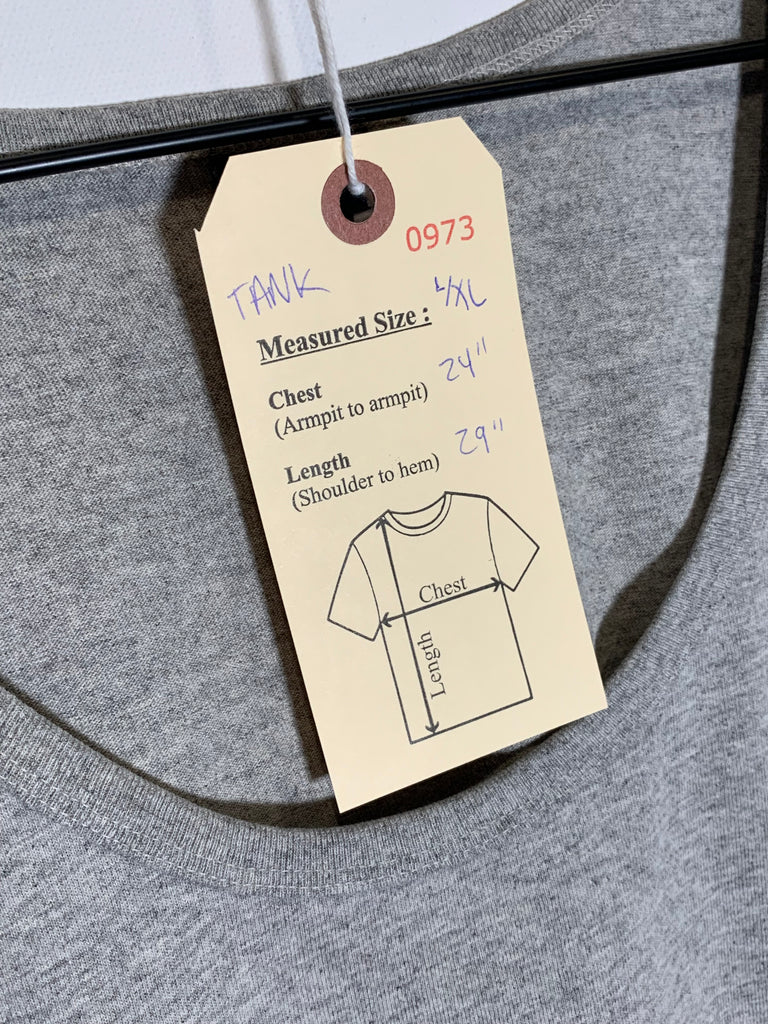 0973
TANK
Measured Size : L/XL
Chest 24"
(Armpit to armpit)
Length 29"
(Shoulder to hem)
Chest
Length